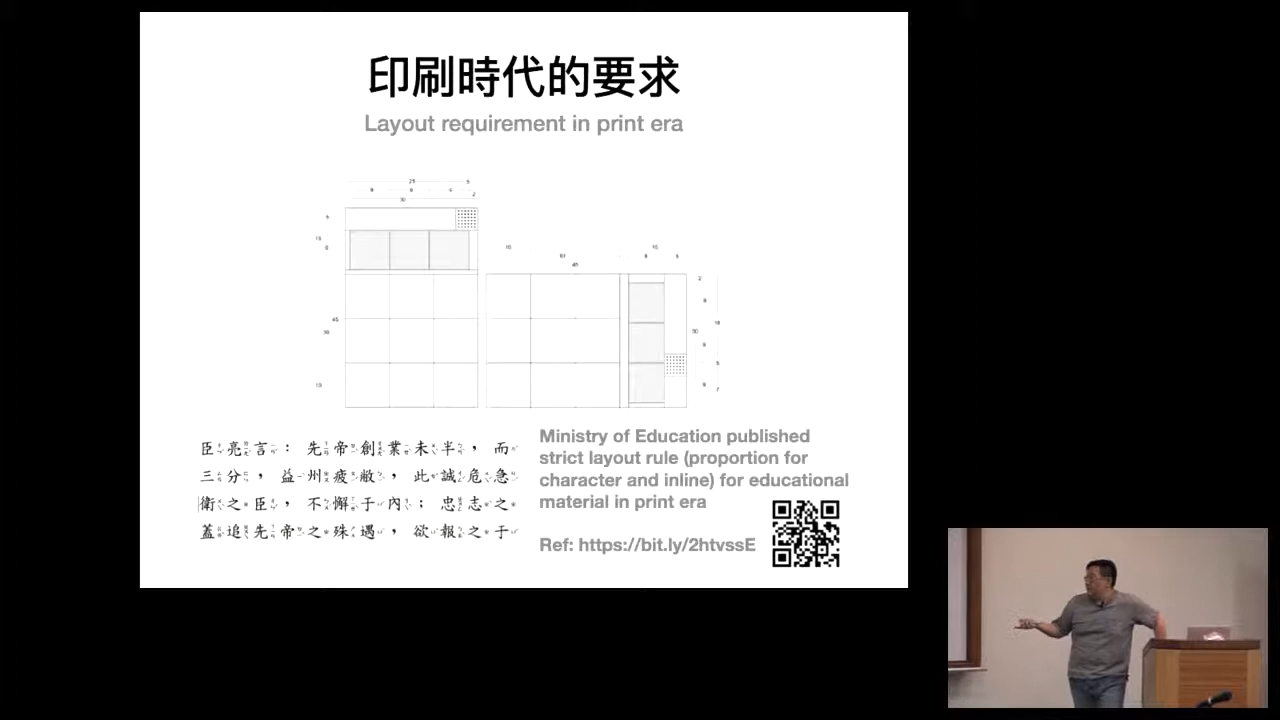 印刷時代的要求
Layout requirement in print era
臣亮言：先帝創業未半，而
三分，益州疲敝，此誠危急
衛之臣，不懈于內；忠志之
蓋追先帝之殊遇，欲報之于
Ministry of Education published
strict layout rule (proportion for
character and inline) for educational
material in print era
Ref: https://bit.ly/2htvssE